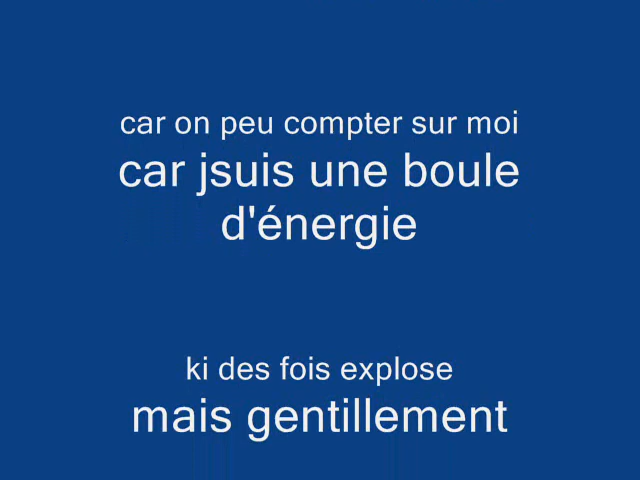 car on peu compter sur moi
car jsuis une boule
d'énergie
ki des fois explose
mais gentillement